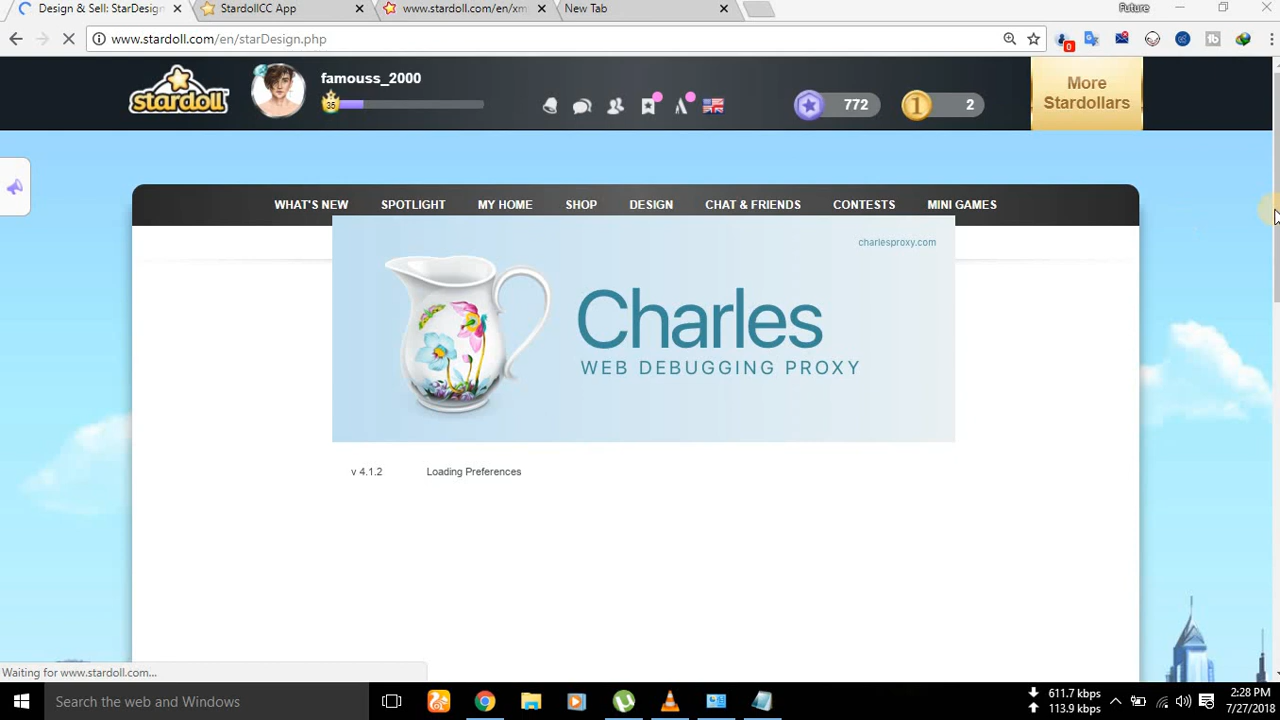 Design & Sell: StarDesign
StardollCC App
www.stardoll.com/en/xm
New Tab
Future
www.stardoll.com/en/starDesign.php
0
stardoll
famouss_2000
35
772
1
2
More
Stardollars
WHAT'S NEW SPOTLIGHT MY HOME SHOP DESIGN CHAT & FRIENDS CONTESTS MINI GAMES
charlesproxy.com
Charles
WEB DEBUGGING PROXY
v 4.1.2 Loading Preferences
Waiting for www.stardoll.com...
Search the web and Windows
611.7 kbps
113.9 kbps
2:28 PM
7/27/2018